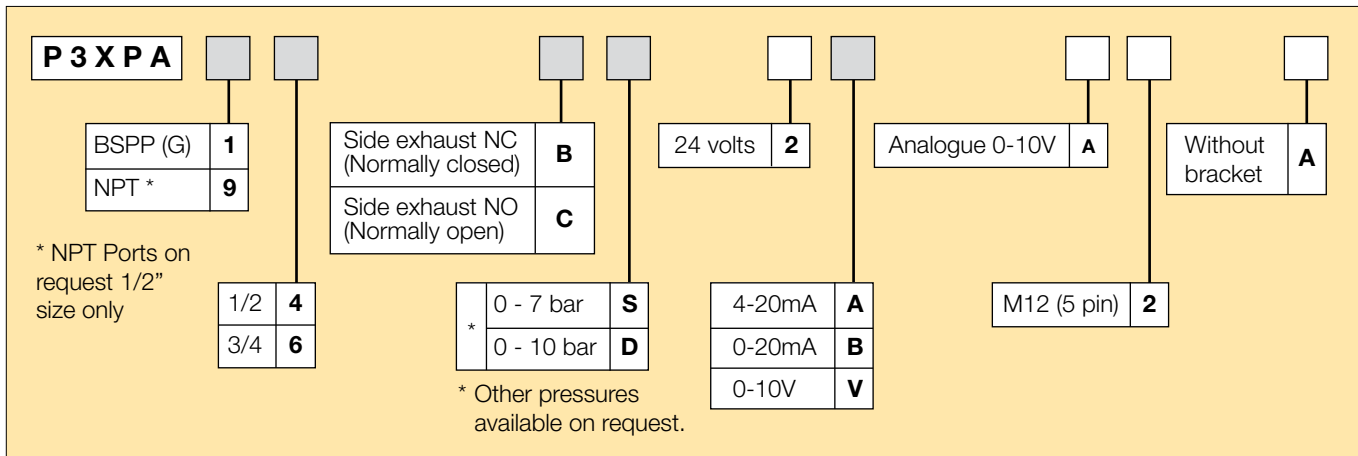 P3XPA
BSPP (G) 1
NPT * 9
* NPT Ports on
request 1/2”
size only
1/2 4
3/4 6
Side exhaust NC
(Normally closed) B
Side exhaust NO
(Normally open) C
* 0 - 7 bar S
0 - 10 bar D
* Other pressures
available on request.
24 volts 2
4-20mA A
0-20mA B
0-10V V
Analogue 0-10V A
M12 (5 pin) 2
Without
bracket A